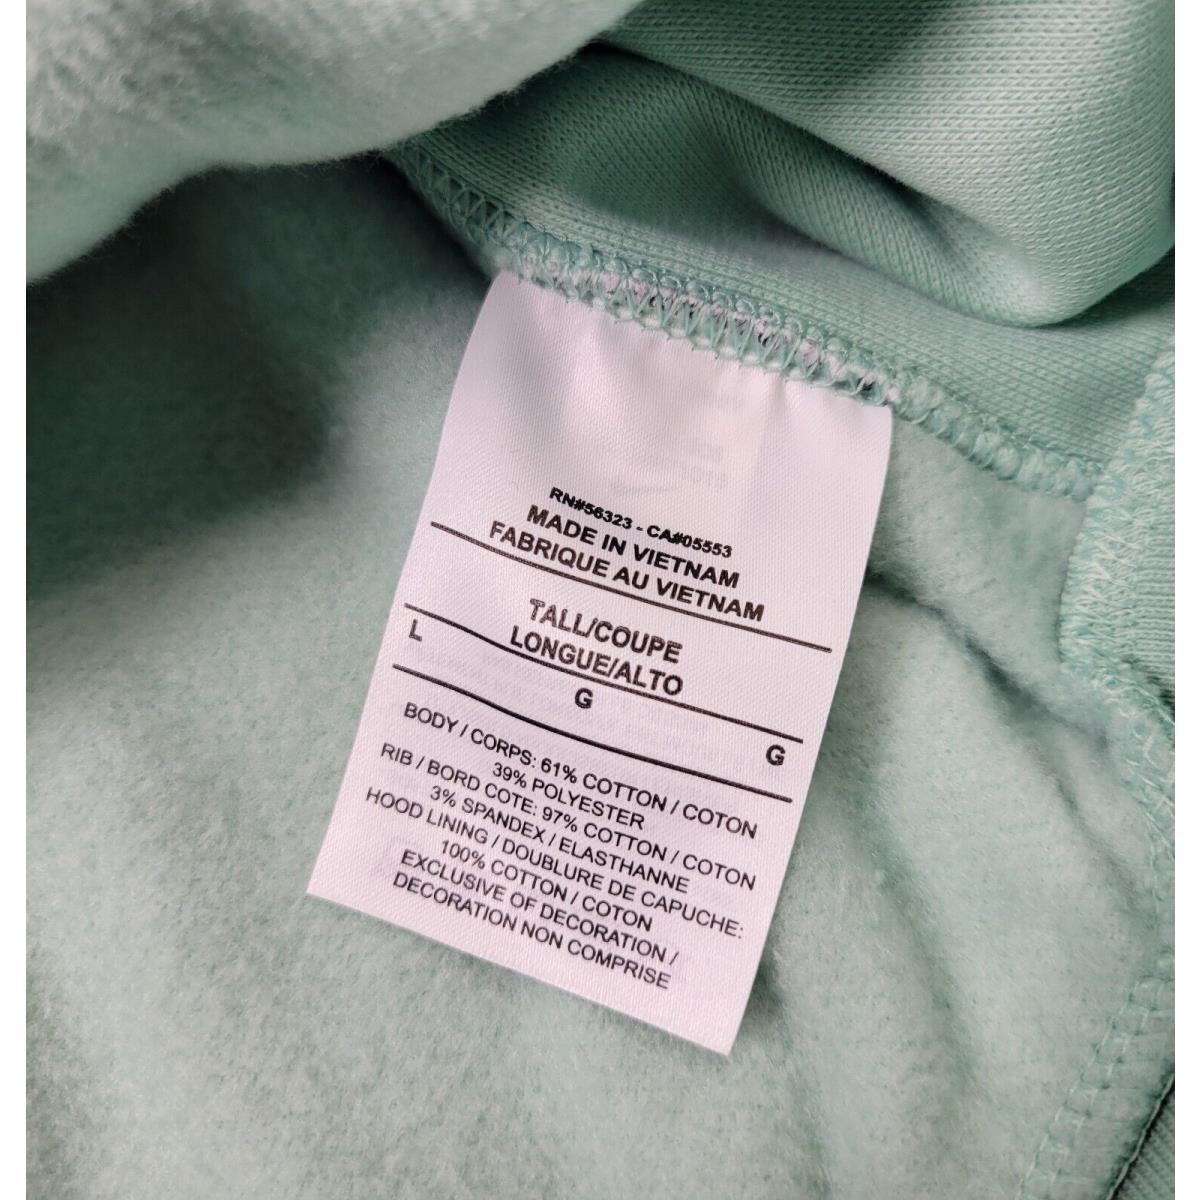 RN#56323 - CA#05553
MADE IN VIETNAM
FABRIQUE AU VIETNAM
TALL/COUPE
LONGUE/ALTO
L G G
BODY / CORPS: 61% COTTON / COTON
39% POLYESTER
RIB / BORD COTE: 97% COTTON / COTON
3% SPANDEX / ELASTHANNE
HOOD LINING / DOUBLURE DE CAPUCHE:
100% COTTON / COTON
EXCLUSIVE OF DECORATION /
DECORATION NON COMPRISE